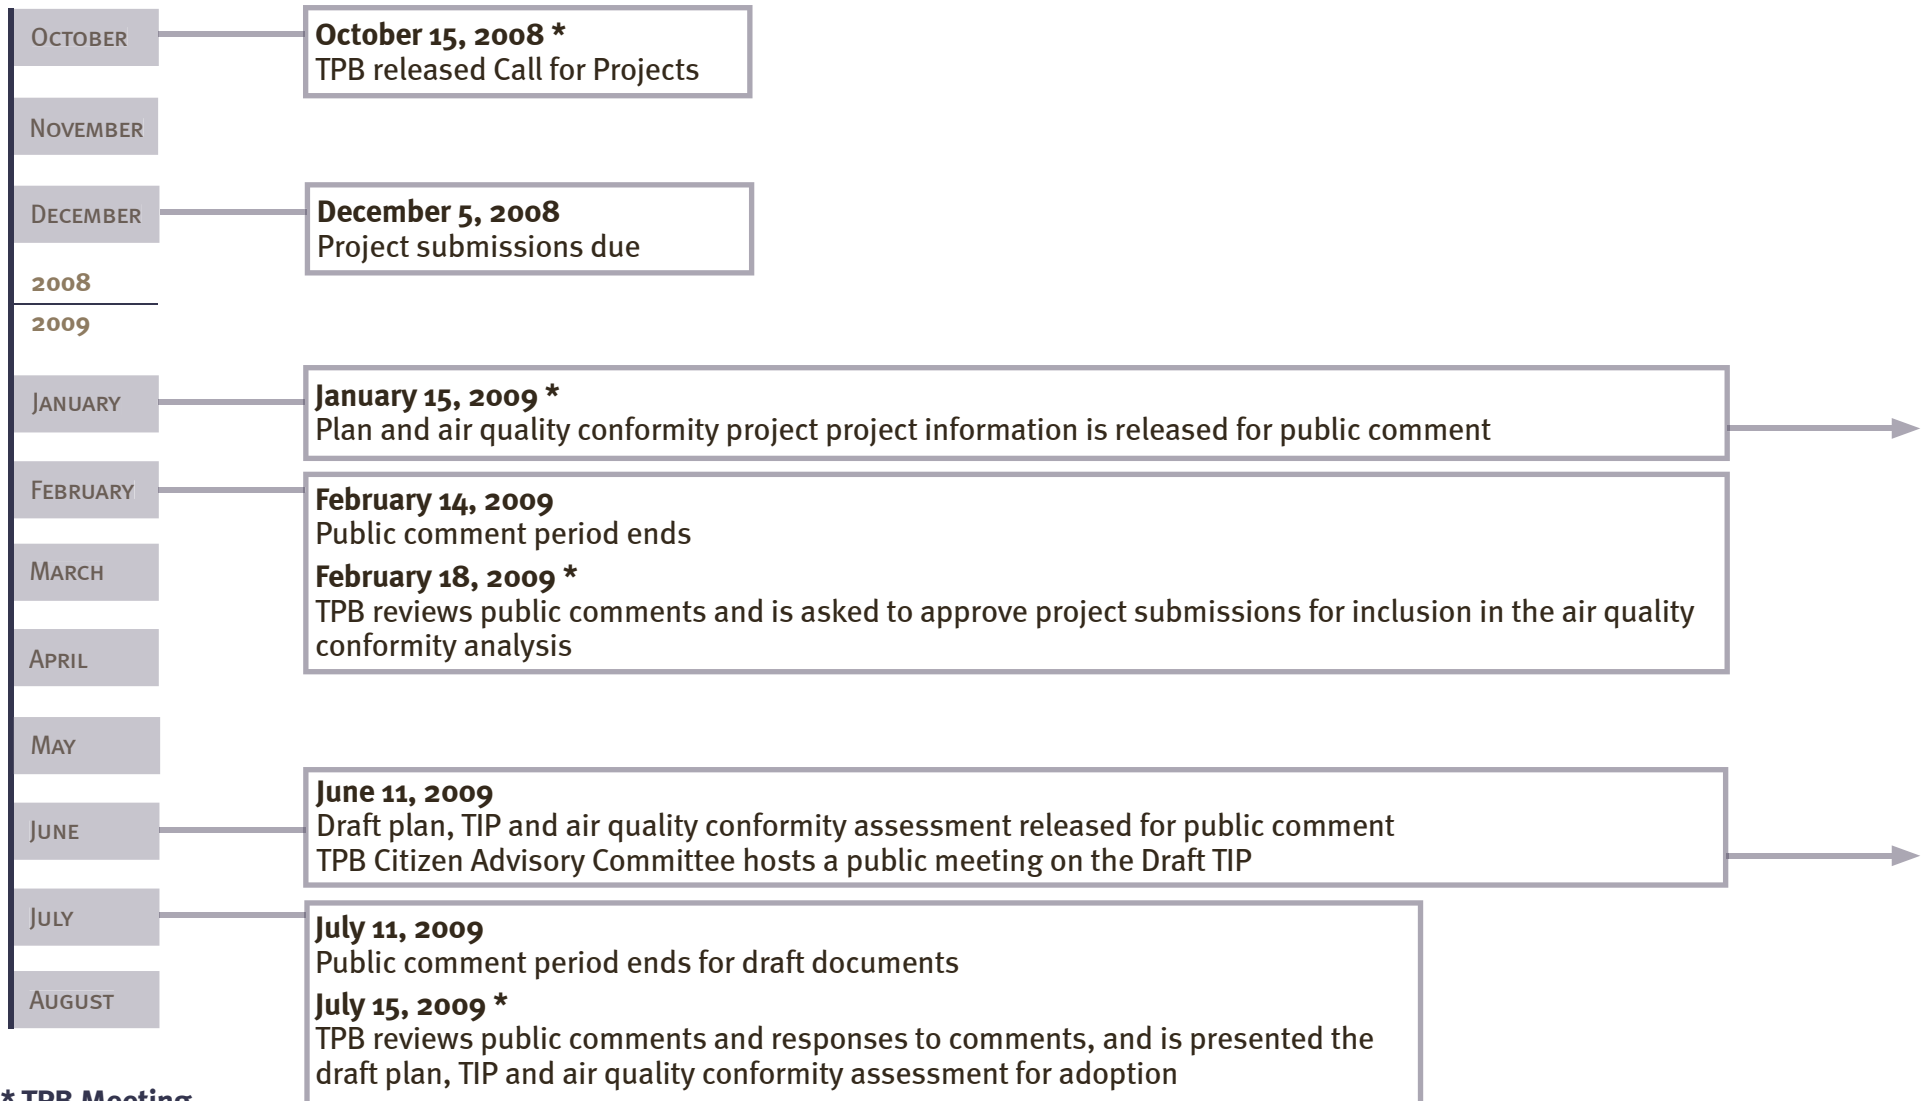 October
October 15, 2008 *
TPB released Call for Projects
November
December
December 5, 2008
Project submissions due
2008
2009
January
January 15, 2009 *
Plan and air quality conformity project project information is released for public comment
February
February 14, 2009
Public comment period ends
March
February 18, 2009 *
TPB reviews public comments and is asked to approve project submissions for inclusion in the air quality
conformity analysis
April
May
June 11, 2009
Draft plan, TIP and air quality conformity assessment released for public comment
TPB Citizen Advisory Committee hosts a public meeting on the Draft TIP
June
July
July 11, 2009
Public comment period ends for draft documents
August
July 15, 2009 *
TPB reviews public comments and responses to comments, and is presented the
draft plan, TIP and air quality conformity assessment for adoption
* TPB Meeting